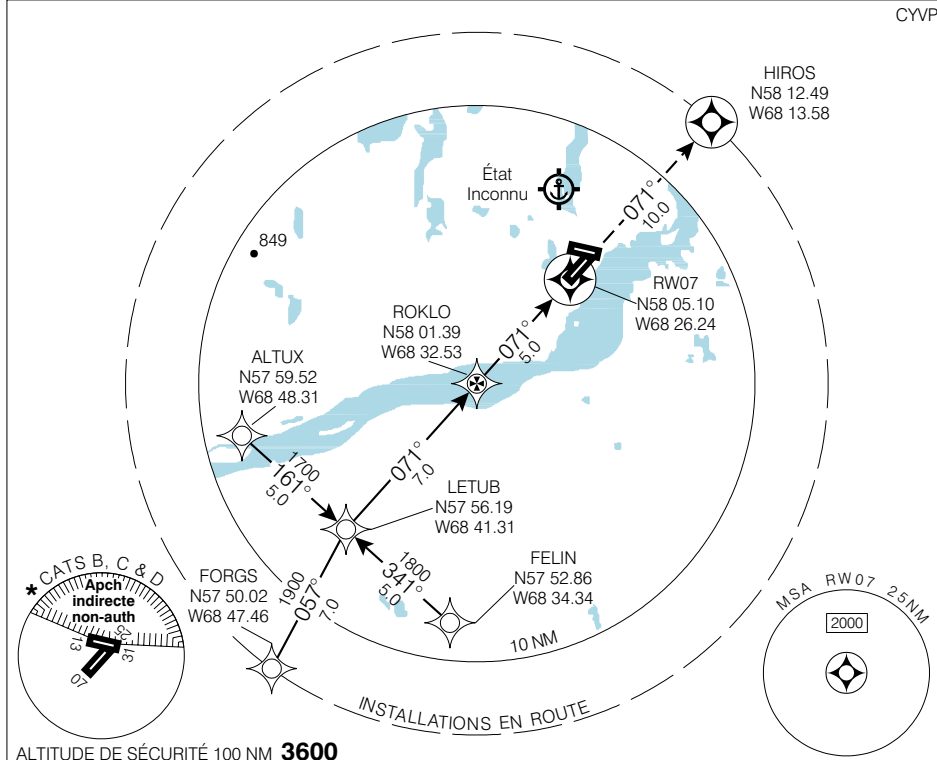 CYVP
HIROS
N58 12.49
W68 13.58
État
Inconnu
071°
10.0
849
RW07
N58 05.10
W68 26.24
ROKLO
N58 01.39
W68 32.53
071°
5.0
ALTUX
N57 59.52
W68 48.31
1700
161°
5.0
071°
7.0
LETUB
N57 56.19
W68 41.31
1800
341°
5.0
FELIN
N57 52.86
W68 34.34
FORGS
N57 50.02
W68 47.46
1900
057°
7.0
10 NM
INSTALLATIONS EN ROUTE
* CATS B, C & D
Apch
indirecte
non-auth
13
25
31
07
MSA RW07 25NM
2000
ALTITUDE DE SÉCURITÉ 100 NM 3600